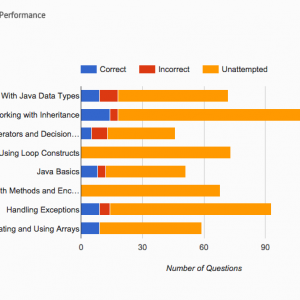 Performance
Correct Incorrect Unattempted
With Java Data Types
orking with Inheritance
erators and Decision...
Using Loop Constructs
Java Basics
th Methods and Enc...
Handling Exceptions
ating and Using Arrays
0 30 60 90
Number of Questions